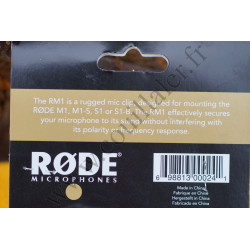 The RM1 is a rugged mic clip, designed for mounting the
RØDE M1, M1-S, S1 or S1-B. The RM1 effectively secures
your microphone to its stand without interfering with
its polarity or frequency response.
RØDE
MICROPHONES
6 98813 00024 1
Made in China
Fabriqué en Chine
Hergestellt in China
Fabricado en China